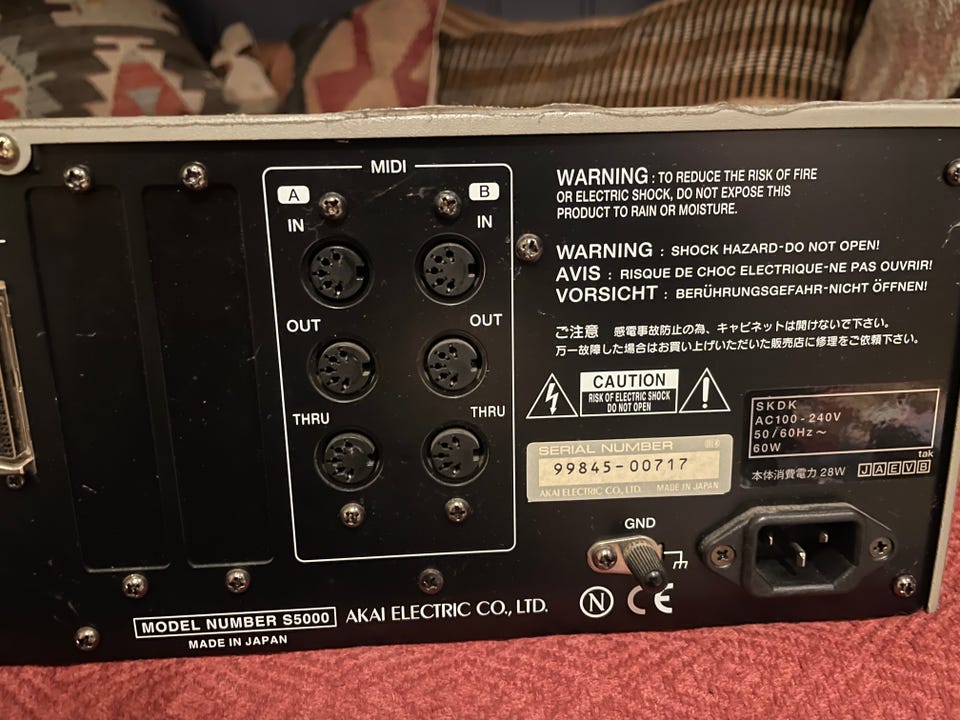 MIDI
A
B
IN
IN
OUT
OUT
THRU
THRU
WARNING : TO REDUCE THE RISK OF FIRE
OR ELECTRIC SHOCK, DO NOT EXPOSE THIS
PRODUCT TO RAIN OR MOISTURE.
WARNING : SHOCK HAZARD-DO NOT OPEN!
AVIS : RISQUE DE CHOC ELECTRIQUE-NE PAS OUVRIR!
VORSICHT : BERÜHRUNGSGEFAHR-NICHT ÖFFNEN!
ご注意 感電事故防止の為、キャビネットは開けないで下さい。
万一故障した場合はお買い上げいただいた販売店に修理をご依頼下さい。
CAUTION
RISK OF ELECTRIC SHOCK
DO NOT OPEN
SKDK
AC100-240V
50/60Hz～
60W
tak
本体消費電力 28W JAEVB
SERIAL NUMBER
99845-00717
AKAI ELECTRIC CO., LTD. MADE IN JAPAN
GND
N CE
MODEL NUMBER S5000 AKAI ELECTRIC CO., LTD.
MADE IN JAPAN